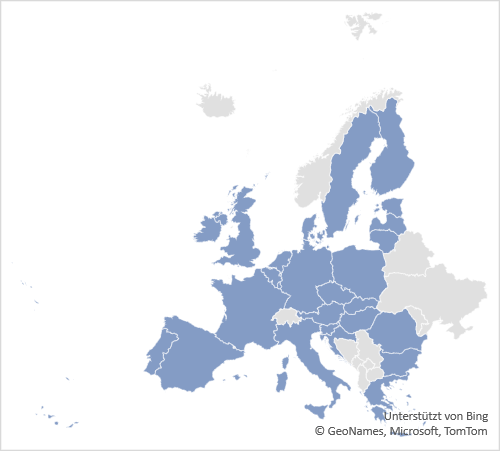 Unterstützt von Bing
© GeoNames, Microsoft, TomTom